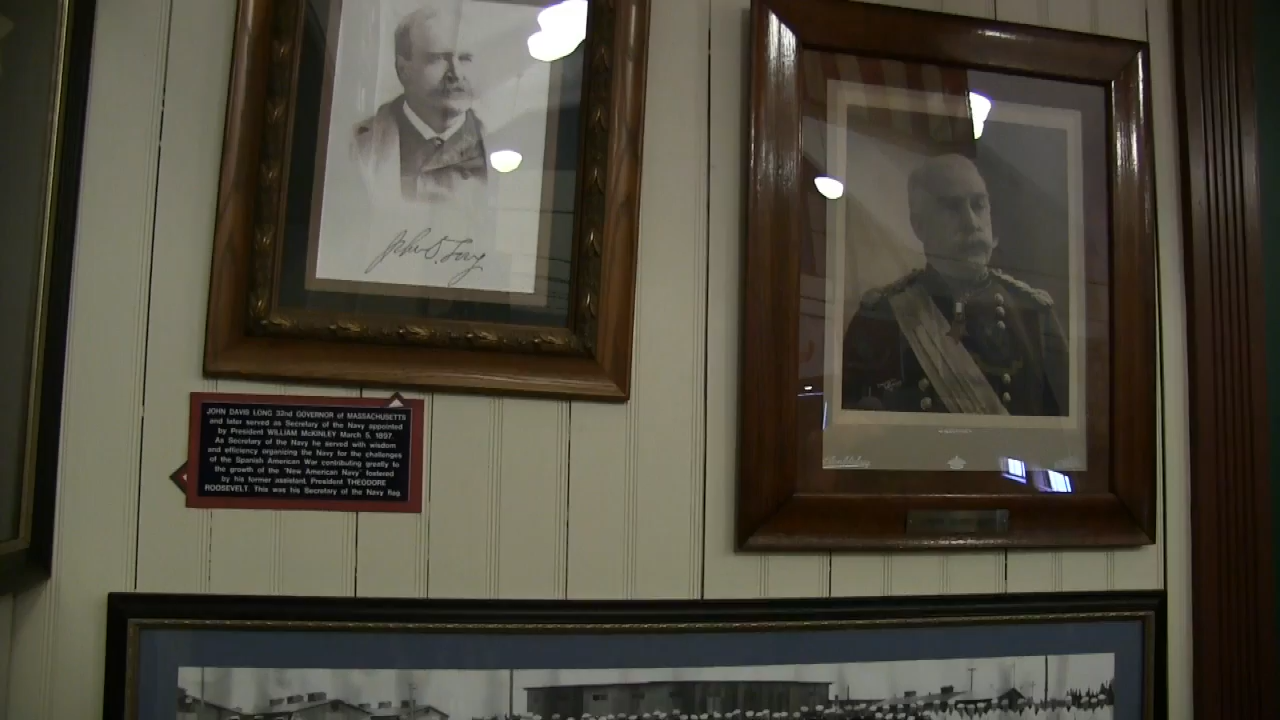 John D. Long
JOHN DAVIS LONG 32nd GOVERNOR of MASSACHUSETTS
and later served as Secretary of the Navy appointed
by President WILLIAM McKINLEY March 5, 1897.
As Secretary of the Navy he served with wisdom
and efficiency organizing the Navy for the challenges
of the Spanish American War contributing greatly to
the growth of the "New American Navy" fostered
by his former assistant, President THEODORE
ROOSEVELT. This was his Secretary of the Navy flag.